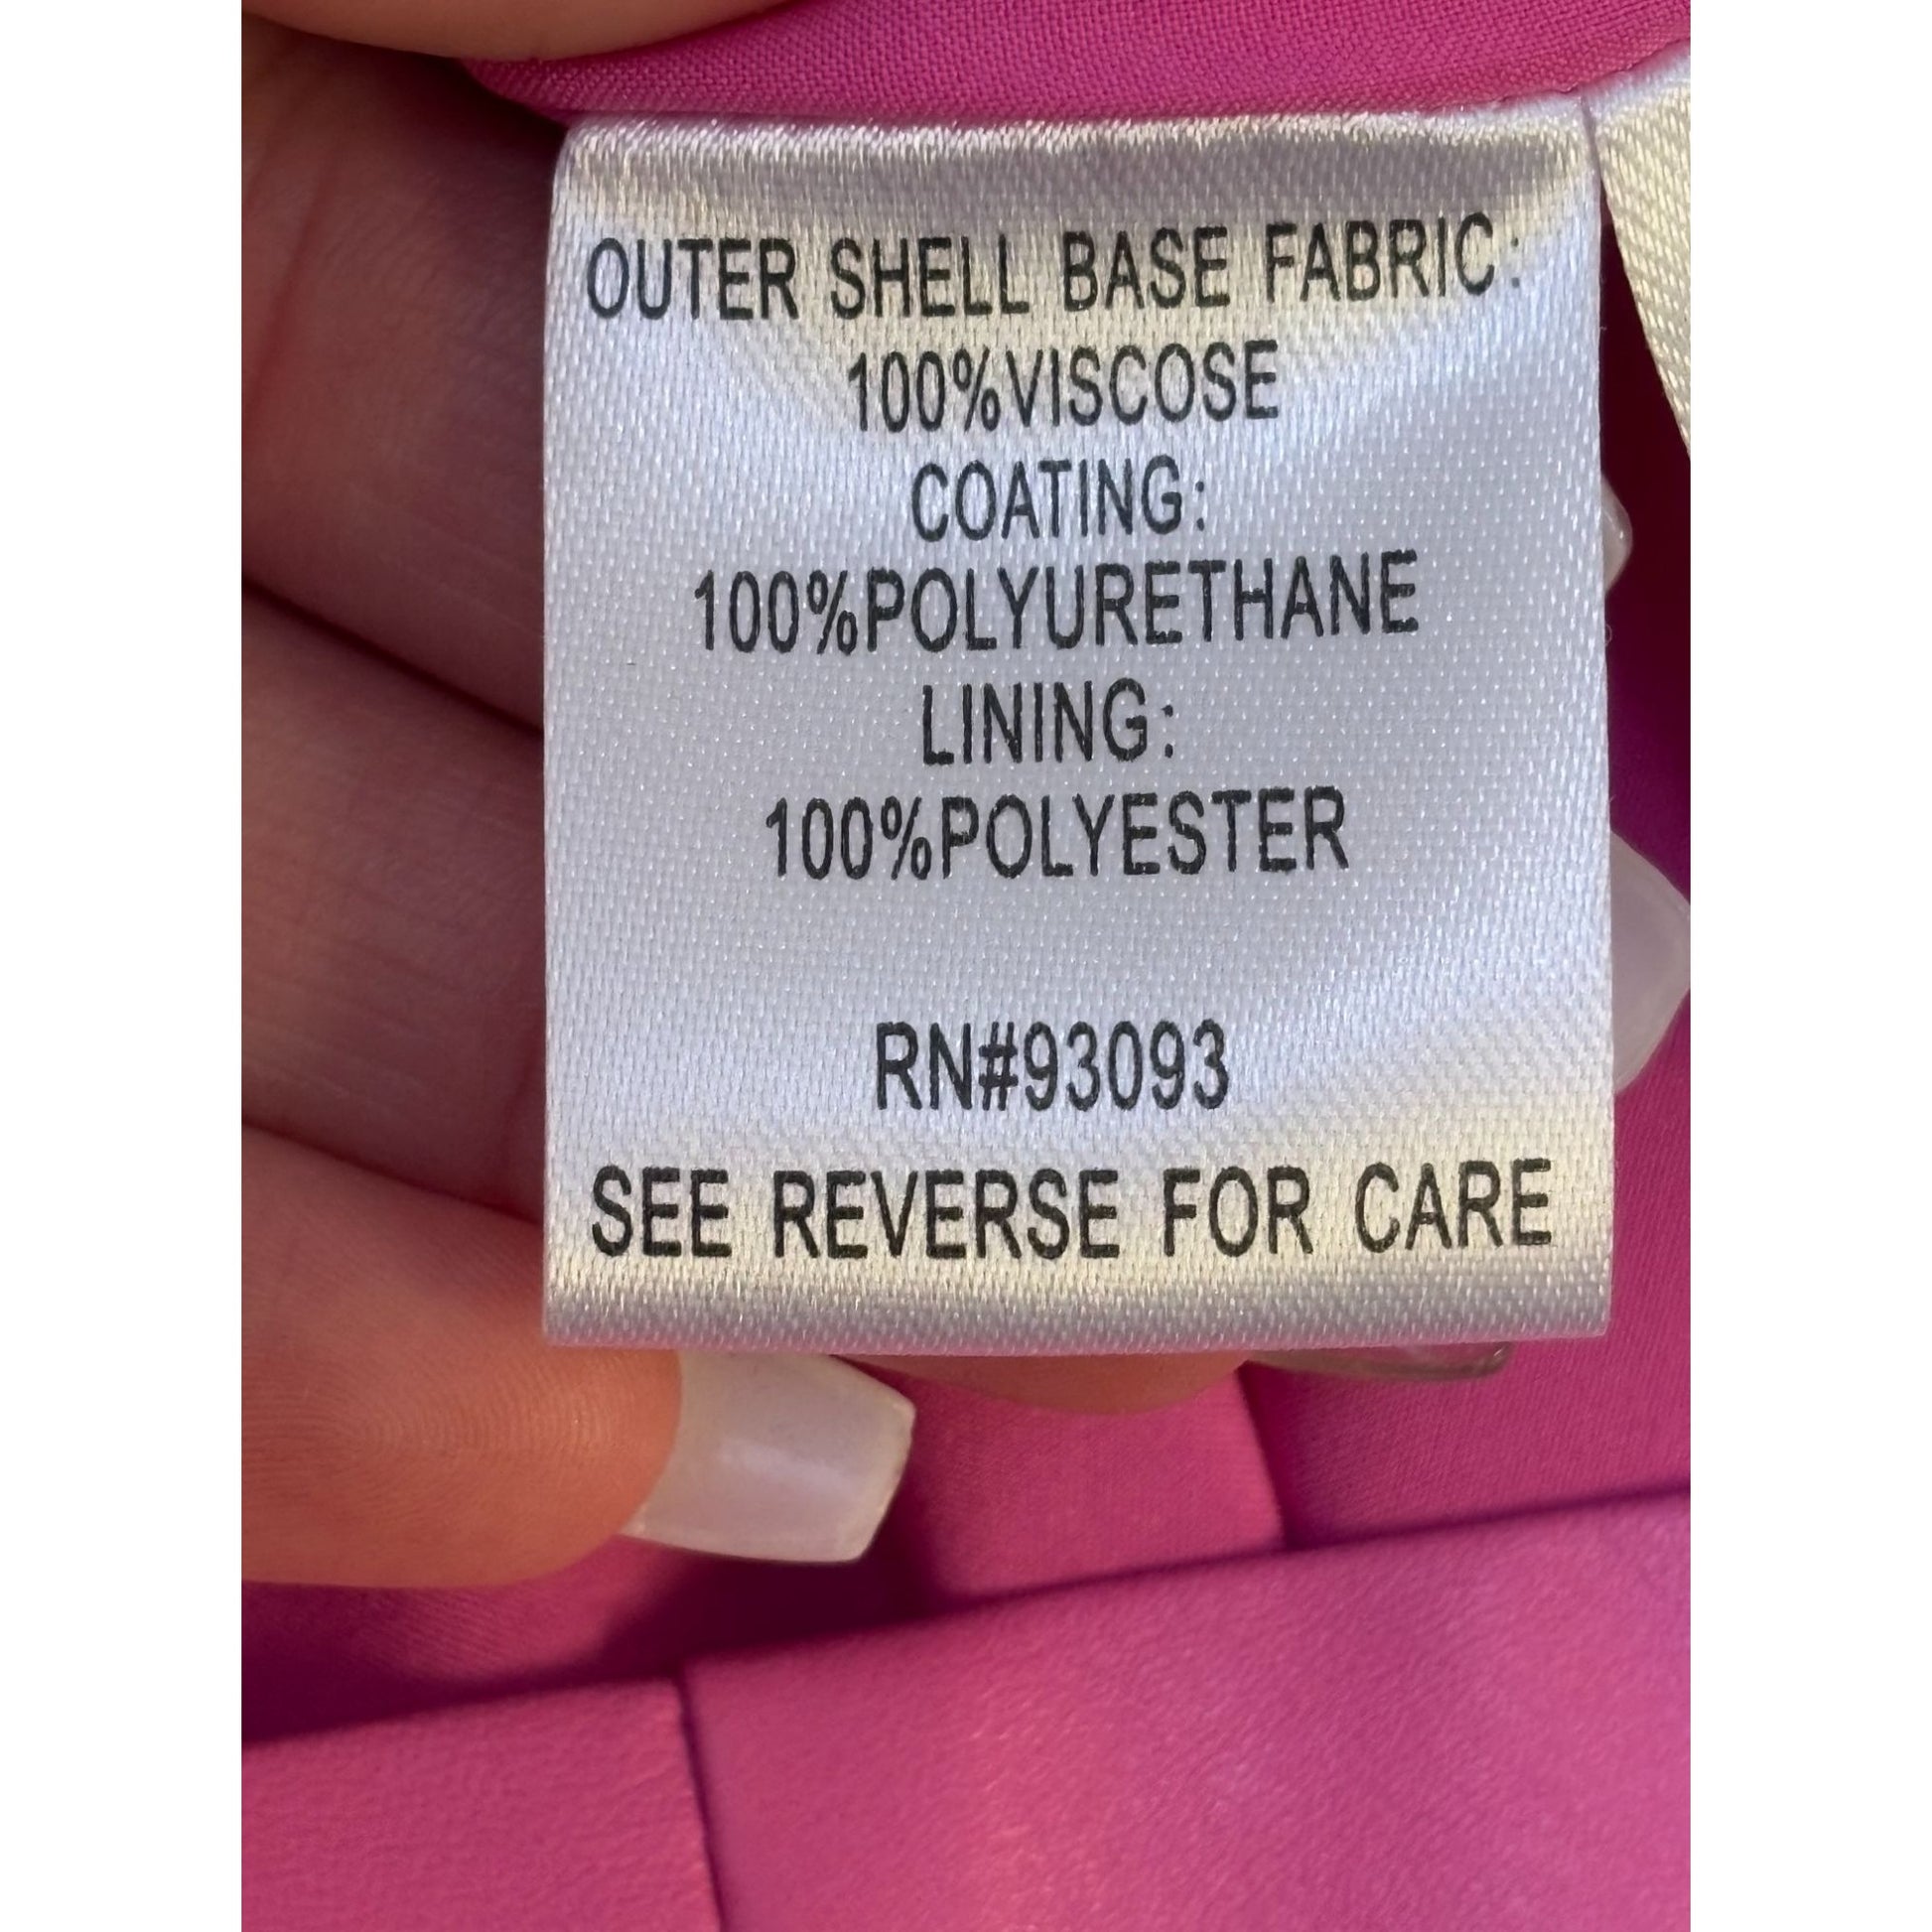 OUTER SHELL BASE FABRIC:
100%VISCOSE
COATING:
100%POLYURETHANE
LINING:
100%POLYESTER
RN#93093
SEE REVERSE FOR CARE